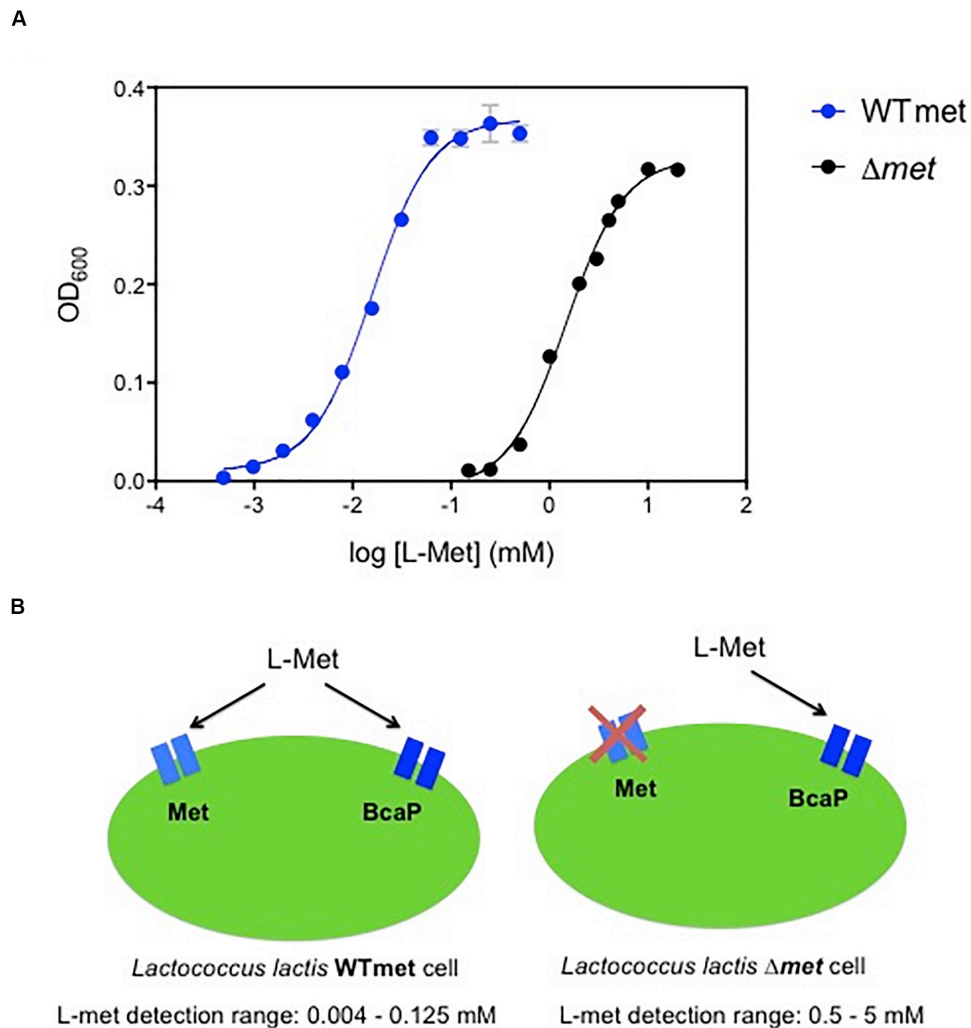 A
0.4
0.3
0.2
0.1
0.0
OD600
-4 -3 -2 -1 0 1 2
log [L-Met] (mM)
WTmet
Δmet
B
L-Met
Met
BcaP
Lactococcus lactis WTmet cell
L-met detection range: 0.004 - 0.125 mM
L-Met
Met
BcaP
Lactococcus lactis Δmet cell
L-met detection range: 0.5 - 5 mM